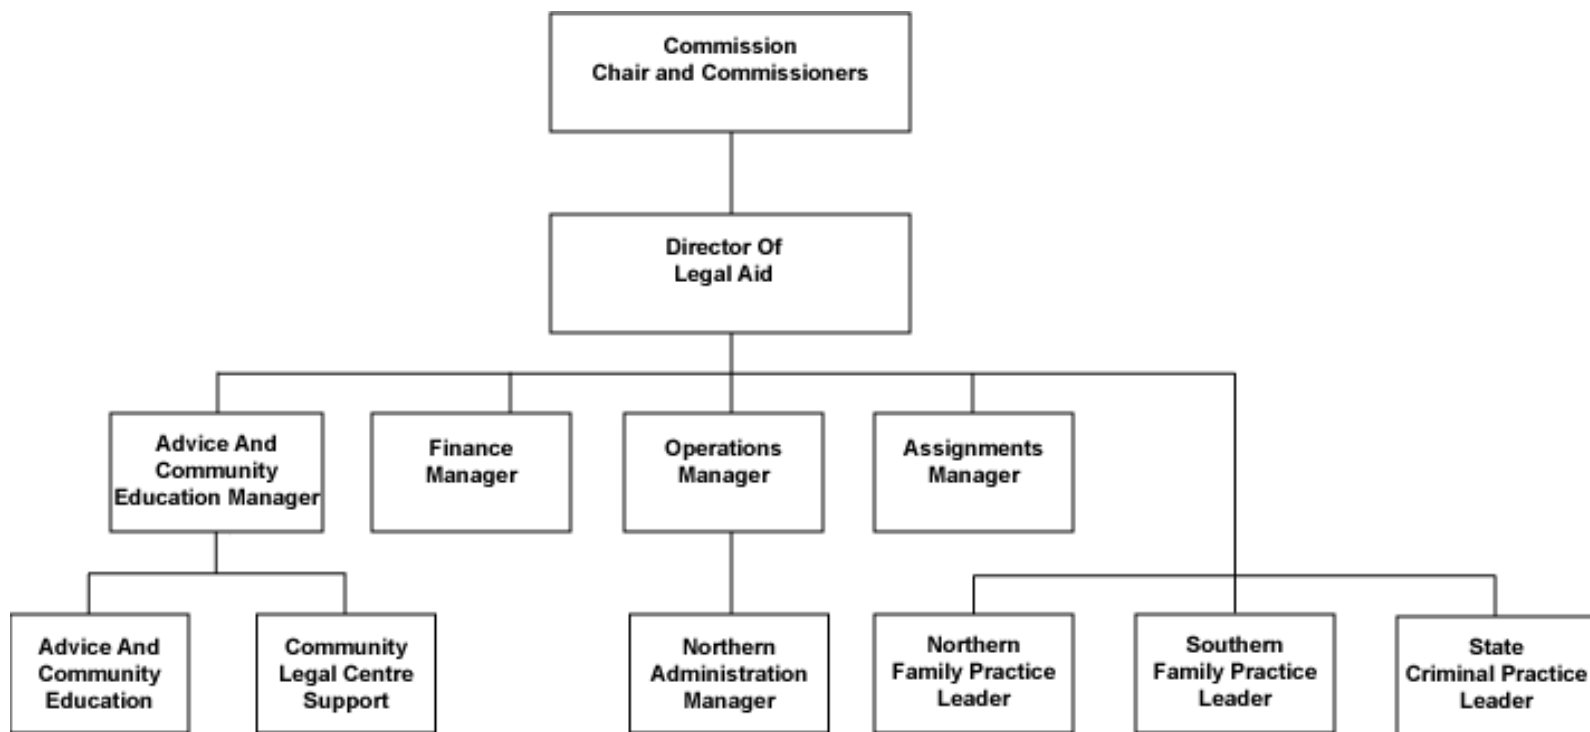 Commission
Chair and Commissioners
Director Of
Legal Aid
Advice And
Community
Education Manager
Finance
Manager
Operations
Manager
Assignments
Manager
Advice And
Community
Education
Community
Legal Centre
Support
Northern
Administration
Manager
Northern
Family Practice
Leader
Southern
Family Practice
Leader
State
Criminal Practice
Leader